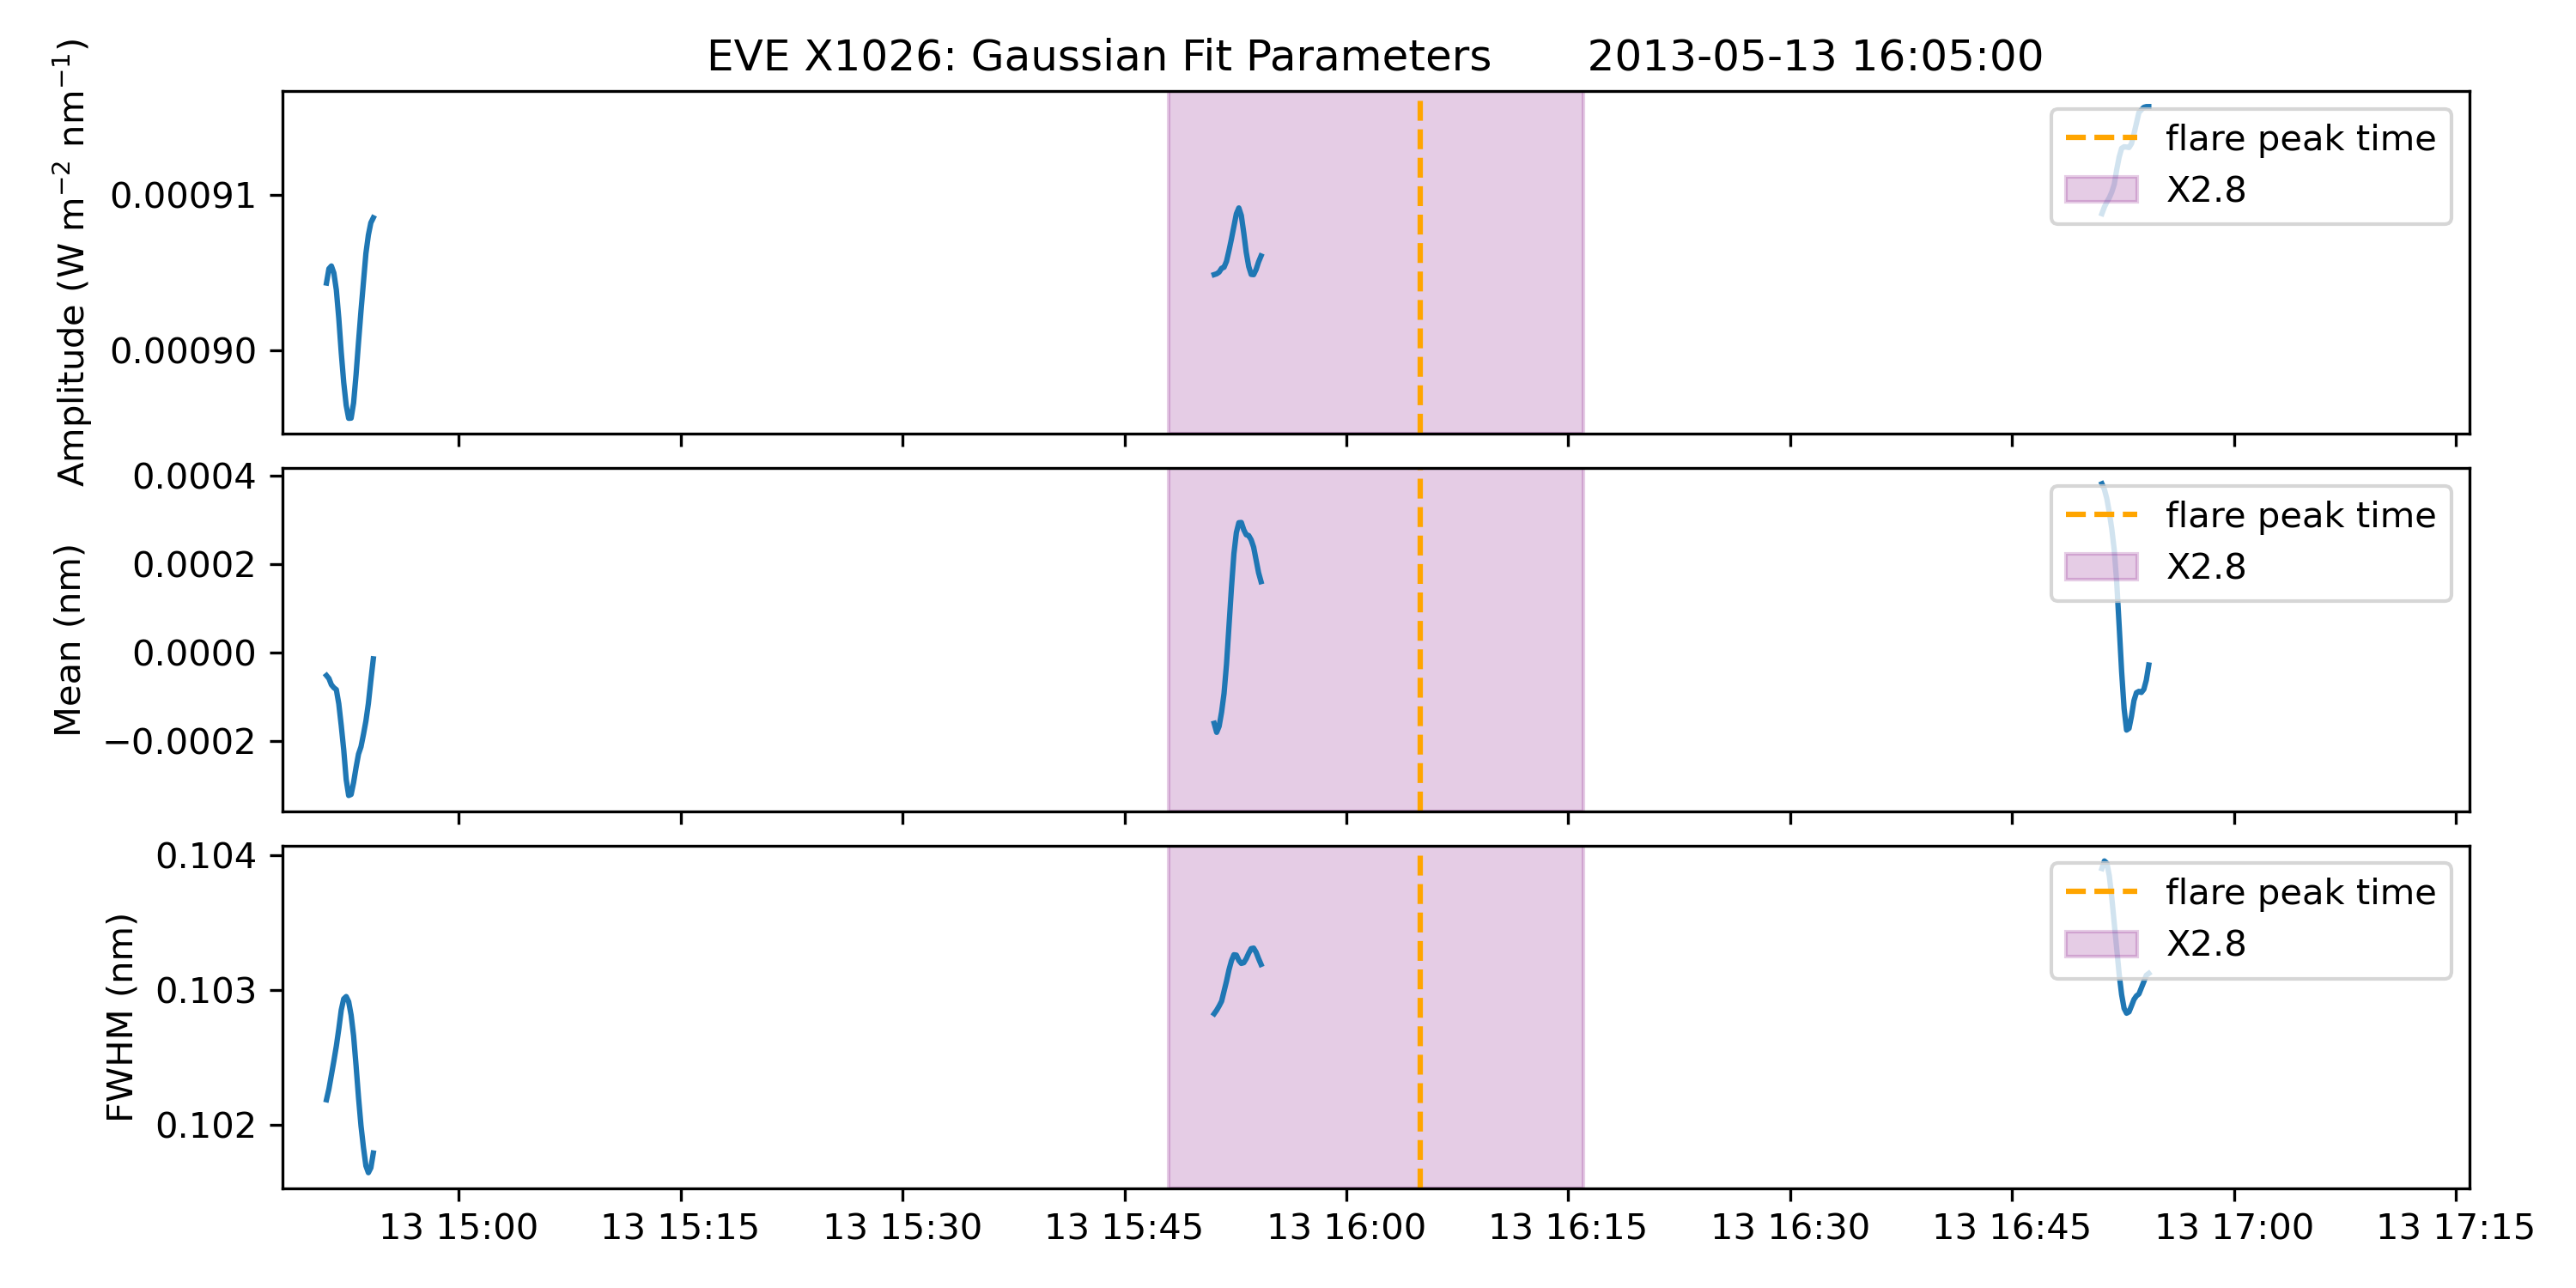 EVE X1026: Gaussian Fit Parameters 2013-05-13 16:05:00
Amplitude (W m⁻² nm⁻¹)
0.00091
0.00090
flare peak time
X2.8
Mean (nm)
0.0004
0.0002
0.0000
−0.0002
flare peak time
X2.8
FWHM (nm)
0.104
0.103
0.102
flare peak time
X2.8
13 15:00 13 15:15 13 15:30 13 15:45 13 16:00 13 16:15 13 16:30 13 16:45 13 17:00 13 17:15